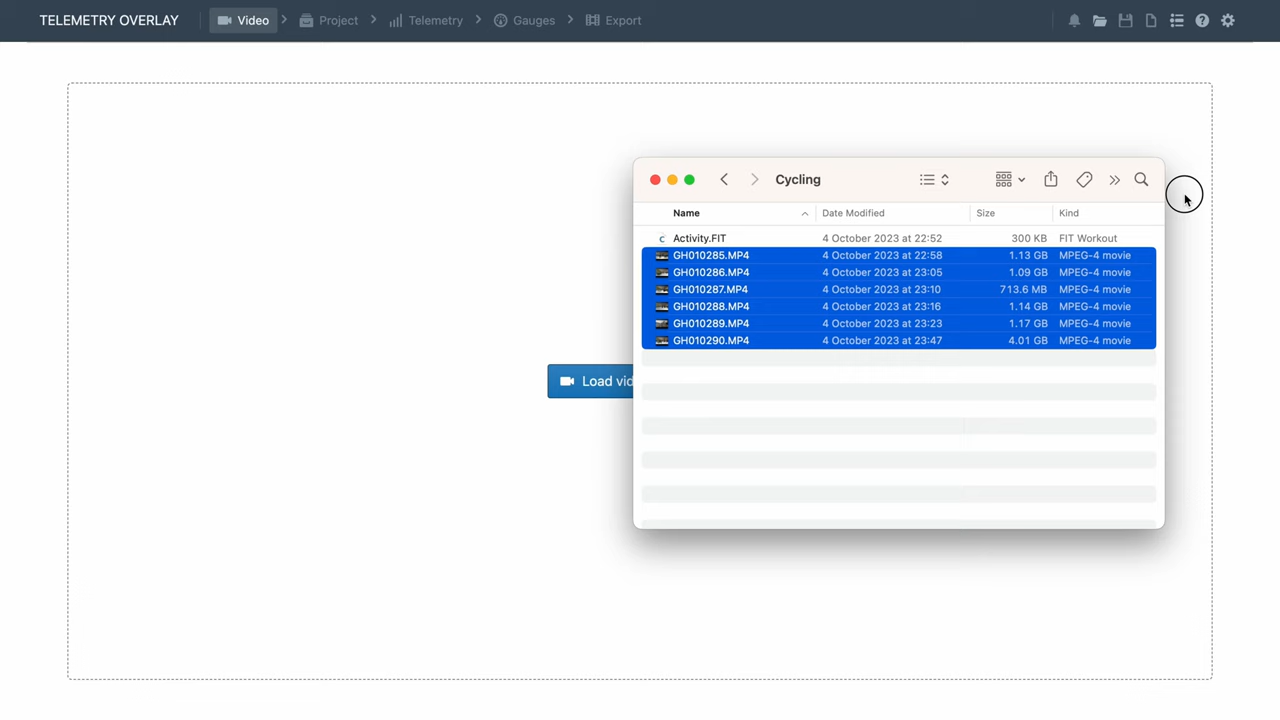 TELEMETRY OVERLAY Video Project Telemetry Gauges Export
Cycling
Name Date Modified Size Kind
Activity.FIT 4 October 2023 at 22:52 300 KB FIT Workout
GH010285.MP4 4 October 2023 at 22:58 1.13 GB MPEG-4 movie
GH010286.MP4 4 October 2023 at 23:05 1.09 GB MPEG-4 movie
GH010287.MP4 4 October 2023 at 23:10 713.6 MB MPEG-4 movie
GH010288.MP4 4 October 2023 at 23:16 1.14 GB MPEG-4 movie
GH010289.MP4 4 October 2023 at 23:23 1.17 GB MPEG-4 movie
GH010290.MP4 4 October 2023 at 23:47 4.01 GB MPEG-4 movie
Load vid